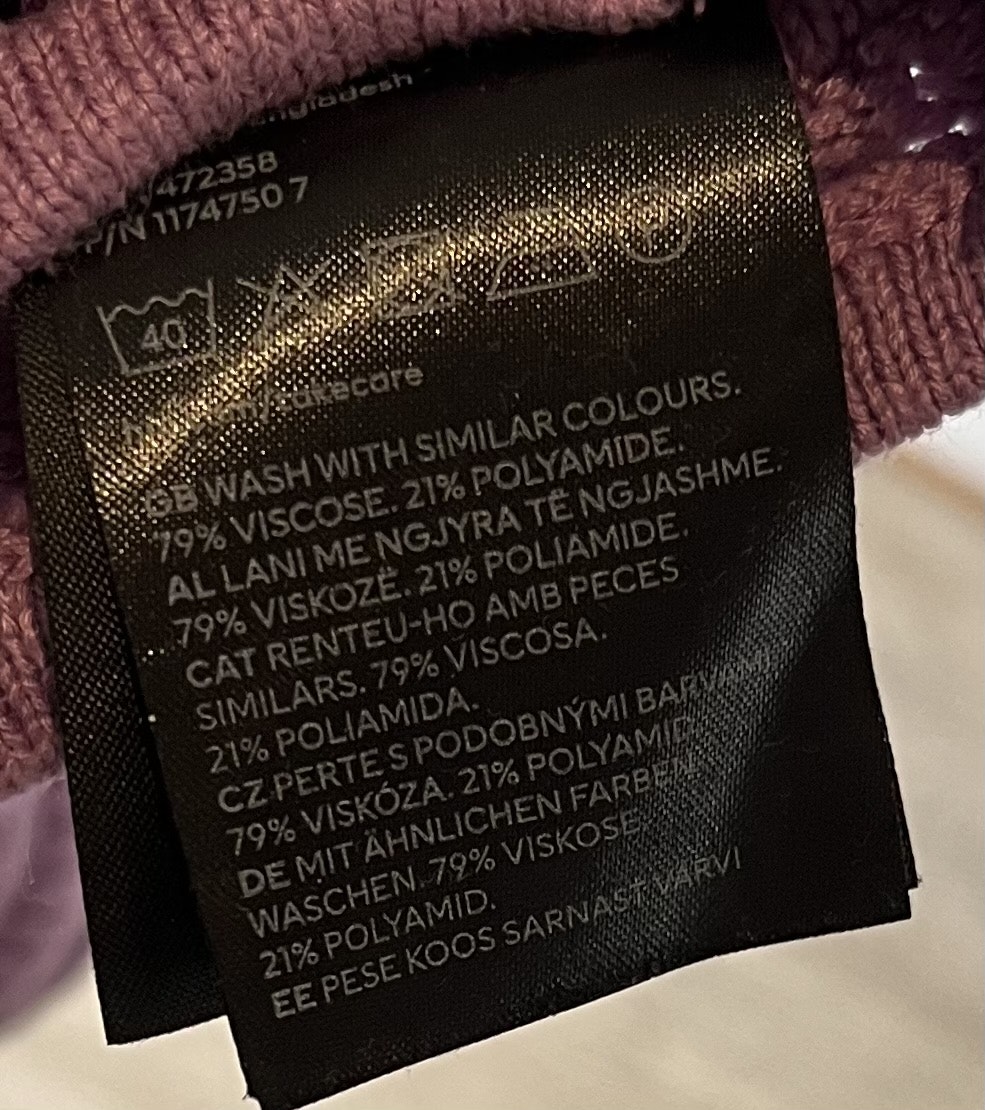 472358
P/N 1174750 7
40
GB WASH WITH SIMILAR COLOURS.
79% VISCOSE. 21% POLYAMIDE.
AL LANI ME NGJYRA TË NGJASHME.
79% VISKOZË. 21% POLIAMIDE.
CAT RENTEU-HO AMB PECES
SIMILARS. 79% VISCOSA.
21% POLIAMIDA.
CZ PERTE S PODOBNÝMI BARVAMI.
79% VISKÓZA. 21% POLYAMID.
DE MIT ÄHNLICHEN FARBEN
WASCHEN. 79% VISKOSE.
21% POLYAMID.
EE PESE KOOS SARNAST VÄRVI